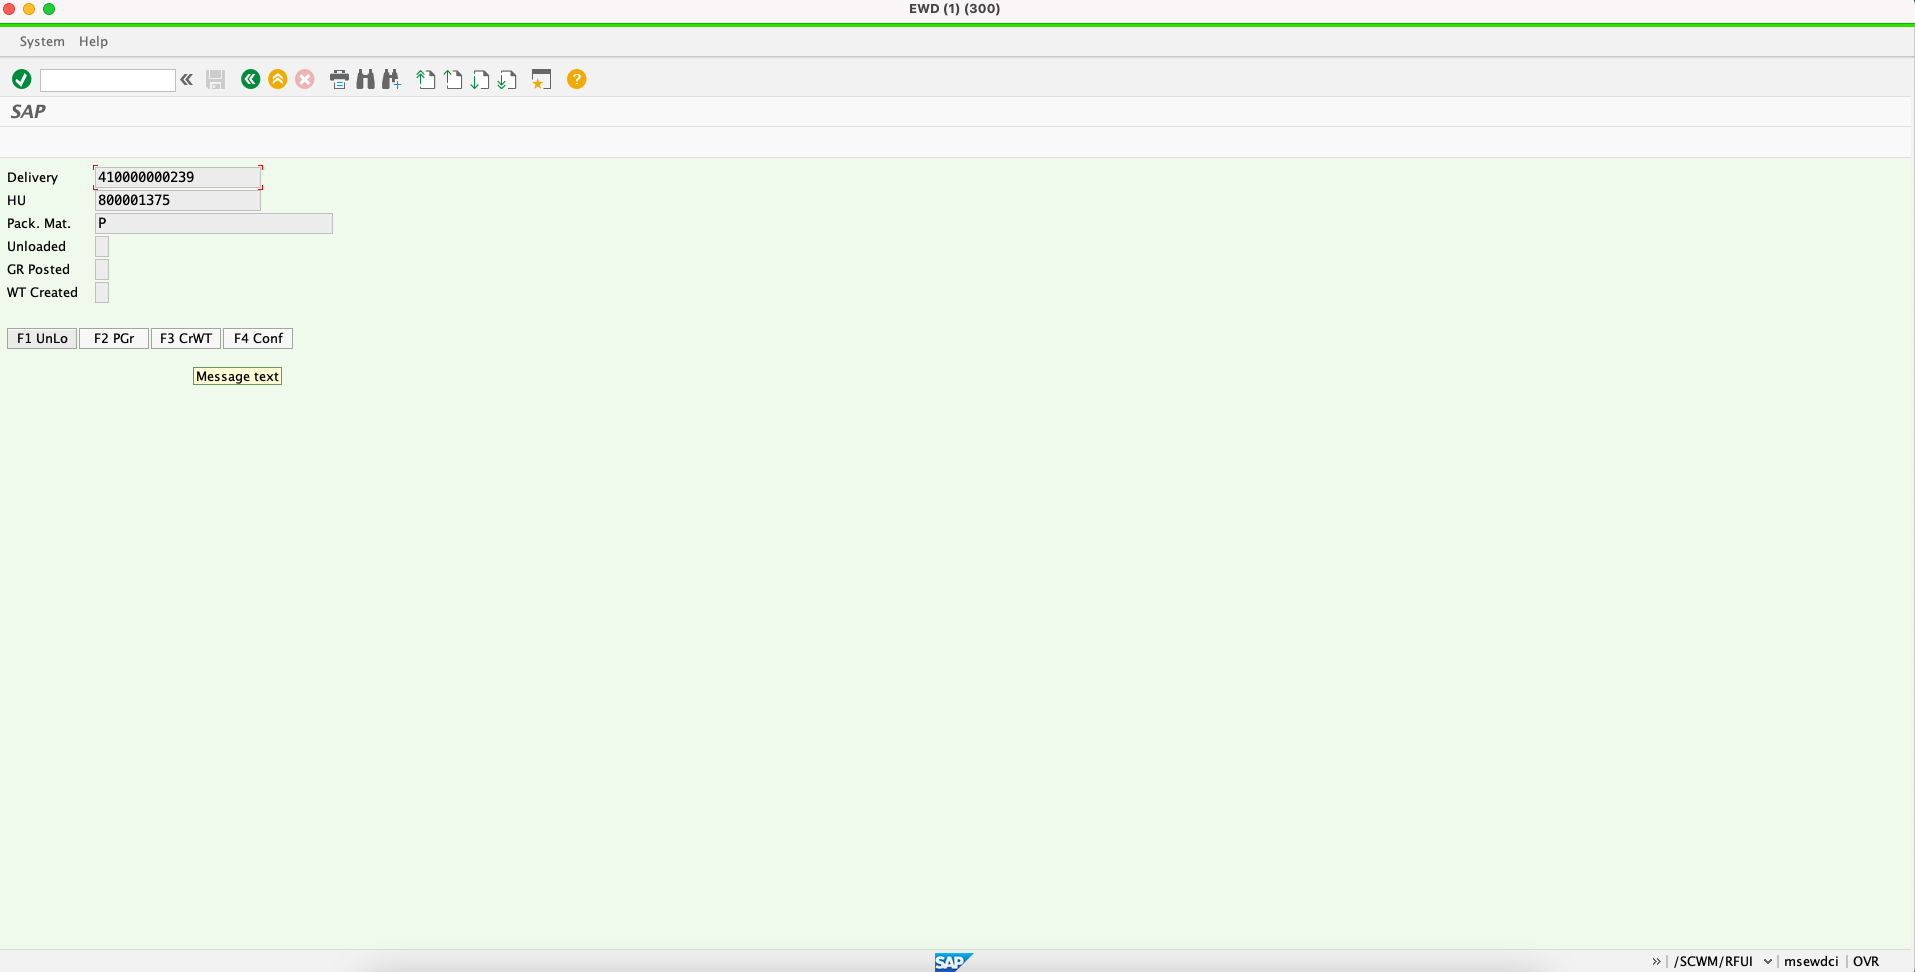 EWD (1) (300)
System Help
SAP
Delivery 410000000239
HU 800001375
Pack. Mat. P
Unloaded
GR Posted
WT Created
F1 UnLo F2 PGr F3 CrWT F4 Conf
Message text
SAP /SCWM/RFUI msewdci OVR